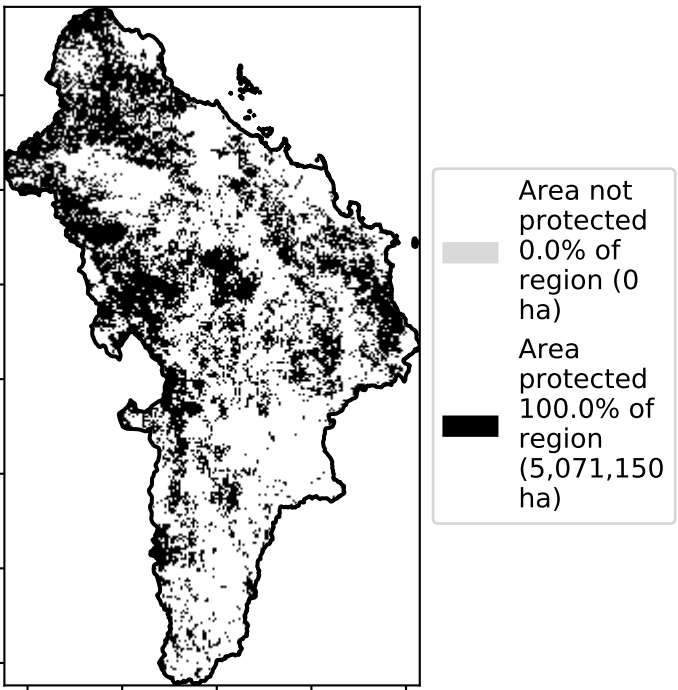 Area not
protected
0.0% of
region (0
ha)
Area
protected
100.0% of
region
(5,071,150
ha)